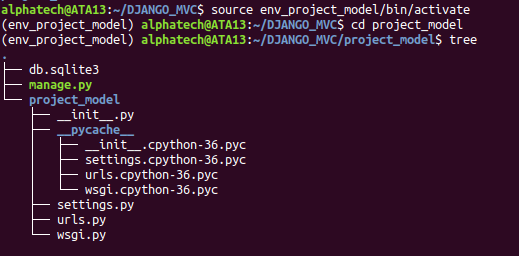 alphatech@ATA13:~/DJANGO_MVC$ source env_project_model/bin/activate
(env_project_model) alphatech@ATA13:~/DJANGO_MVC$ cd project_model
(env_project_model) alphatech@ATA13:~/DJANGO_MVC/project_model$ tree
.
├── db.sqlite3
├── manage.py
└── project_model
    ├── __init__.py
    ├── __pycache__
    │   ├── __init__.cpython-36.pyc
    │   ├── settings.cpython-36.pyc
    │   ├── urls.cpython-36.pyc
    │   └── wsgi.cpython-36.pyc
    ├── settings.py
    ├── urls.py
    └── wsgi.py